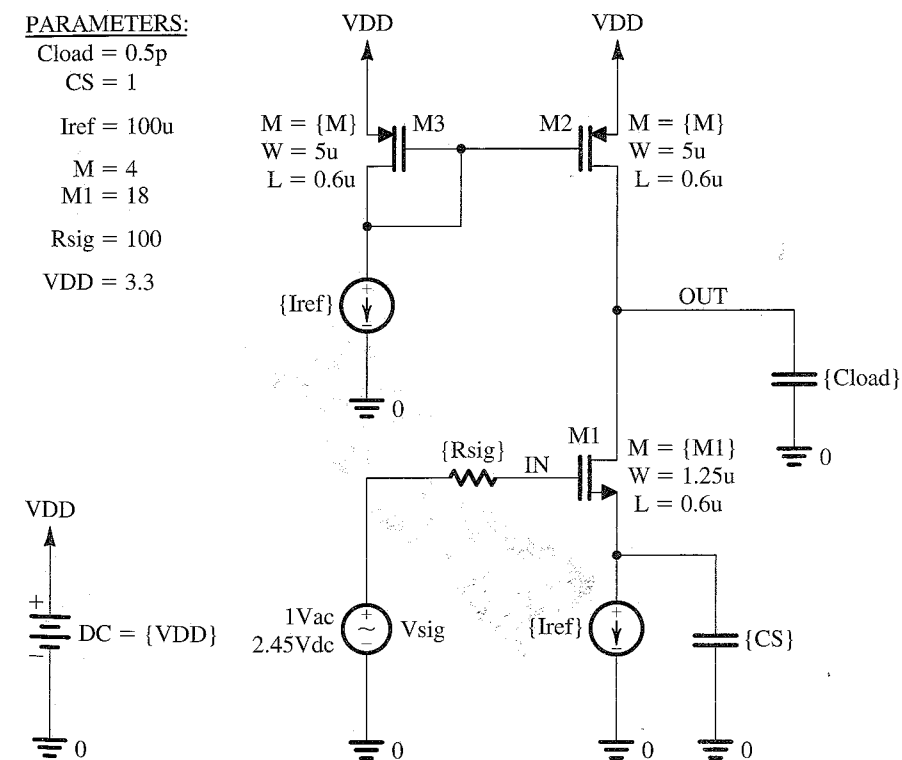 PARAMETERS:
Cload = 0.5p
CS = 1
Iref = 100u
M = 4
M1 = 18
Rsig = 100
VDD = 3.3
VDD
VDD
M = {M}
W = 5u
L = 0.6u
M3
M2
M = {M}
W = 5u
L = 0.6u
{Iref}
+
−
0
OUT
{Cload}
0
{Rsig}
IN
M1
M = {M1}
W = 1.25u
L = 0.6u
VDD
+
−
DC = {VDD}
0
1Vac
2.45Vdc
+
~
−
Vsig
0
{Iref}
+
−
0
{CS}
0